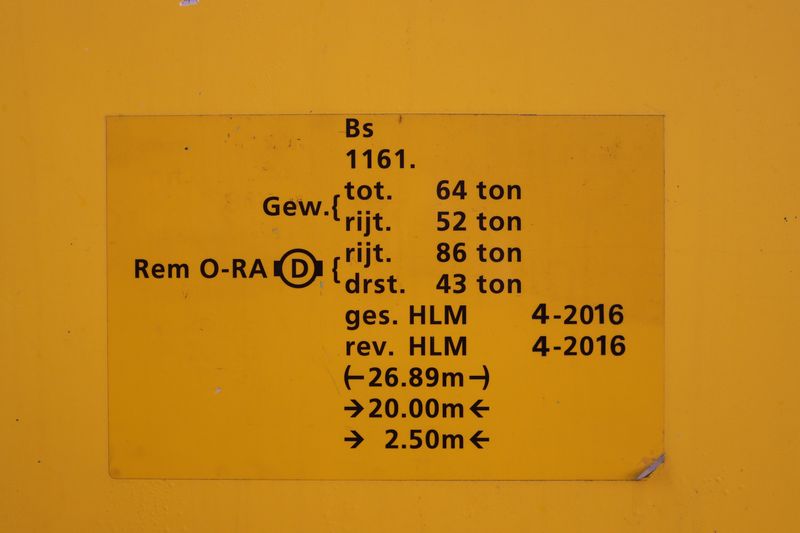 Bs
1161.
Gew.{ tot. 64 ton
rijt. 52 ton
Rem O-RA D { rijt. 86 ton
drst. 43 ton
ges. HLM 4-2016
rev. HLM 4-2016
(-26.89m-)
→20.00m←
→ 2.50m←